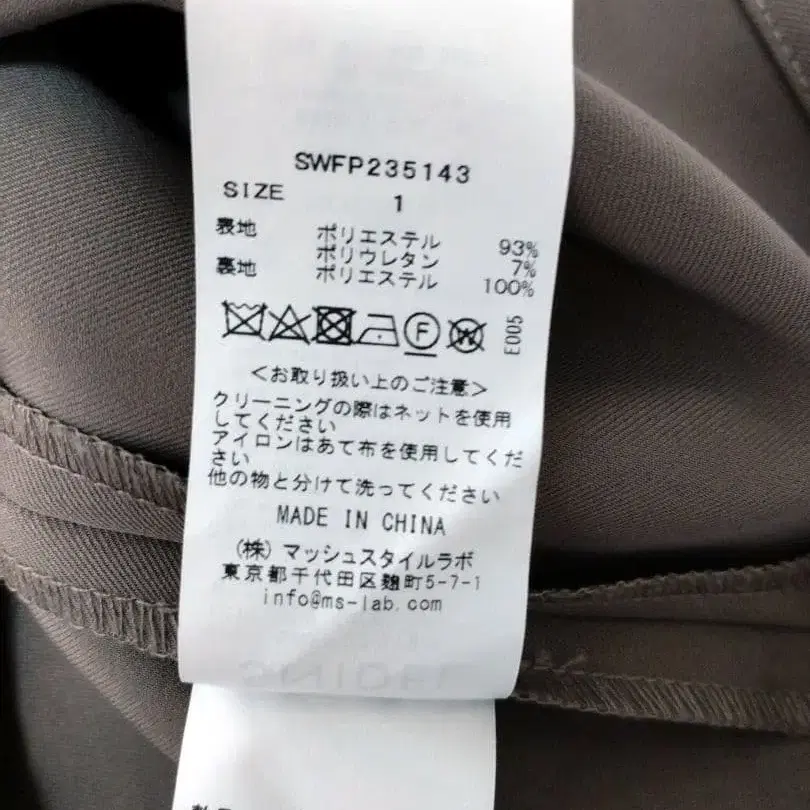 SWFP235143
SIZE 1
表地 ポリエステル 93%
ポリウレタン 7%
裏地 ポリエステル 100%
F W E005
<お取り扱い上のご注意>
クリーニングの際はネットを使用
してください
アイロンはあて布を使用してくだ
さい
他の物と分けて洗ってください
MADE IN CHINA
(株)マッシュスタイルラボ
東京都千代田区麹町5-7-1
info@ms-lab.com